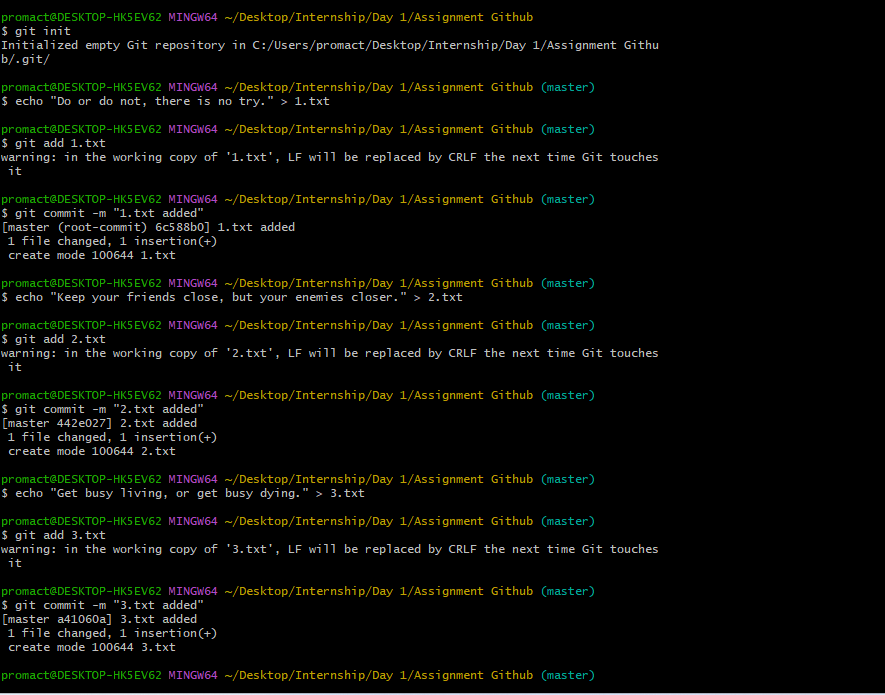 promact@DESKTOP-HK5EV62 MINGW64 ~/Desktop/Internship/Day 1/Assignment Github
$ git init
Initialized empty Git repository in C:/Users/promact/Desktop/Internship/Day 1/Assignment Githu
b/.git/
promact@DESKTOP-HK5EV62 MINGW64 ~/Desktop/Internship/Day 1/Assignment Github (master)
$ echo "Do or do not, there is no try." > 1.txt
promact@DESKTOP-HK5EV62 MINGW64 ~/Desktop/Internship/Day 1/Assignment Github (master)
$ git add 1.txt
warning: in the working copy of '1.txt', LF will be replaced by CRLF the next time Git touches
it
promact@DESKTOP-HK5EV62 MINGW64 ~/Desktop/Internship/Day 1/Assignment Github (master)
$ git commit -m "1.txt added"
[master (root-commit) 6c588b0] 1.txt added
1 file changed, 1 insertion(+)
create mode 100644 1.txt
promact@DESKTOP-HK5EV62 MINGW64 ~/Desktop/Internship/Day 1/Assignment Github (master)
$ echo "Keep your friends close, but your enemies closer." > 2.txt
promact@DESKTOP-HK5EV62 MINGW64 ~/Desktop/Internship/Day 1/Assignment Github (master)
$ git add 2.txt
warning: in the working copy of '2.txt', LF will be replaced by CRLF the next time Git touches
it
promact@DESKTOP-HK5EV62 MINGW64 ~/Desktop/Internship/Day 1/Assignment Github (master)
$ git commit -m "2.txt added"
[master 442e027] 2.txt added
1 file changed, 1 insertion(+)
create mode 100644 2.txt
promact@DESKTOP-HK5EV62 MINGW64 ~/Desktop/Internship/Day 1/Assignment Github (master)
$ echo "Get busy living, or get busy dying." > 3.txt
promact@DESKTOP-HK5EV62 MINGW64 ~/Desktop/Internship/Day 1/Assignment Github (master)
$ git add 3.txt
warning: in the working copy of '3.txt', LF will be replaced by CRLF the next time Git touches
it
promact@DESKTOP-HK5EV62 MINGW64 ~/Desktop/Internship/Day 1/Assignment Github (master)
$ git commit -m "3.txt added"
[master a41060a] 3.txt added
1 file changed, 1 insertion(+)
create mode 100644 3.txt
promact@DESKTOP-HK5EV62 MINGW64 ~/Desktop/Internship/Day 1/Assignment Github (master)